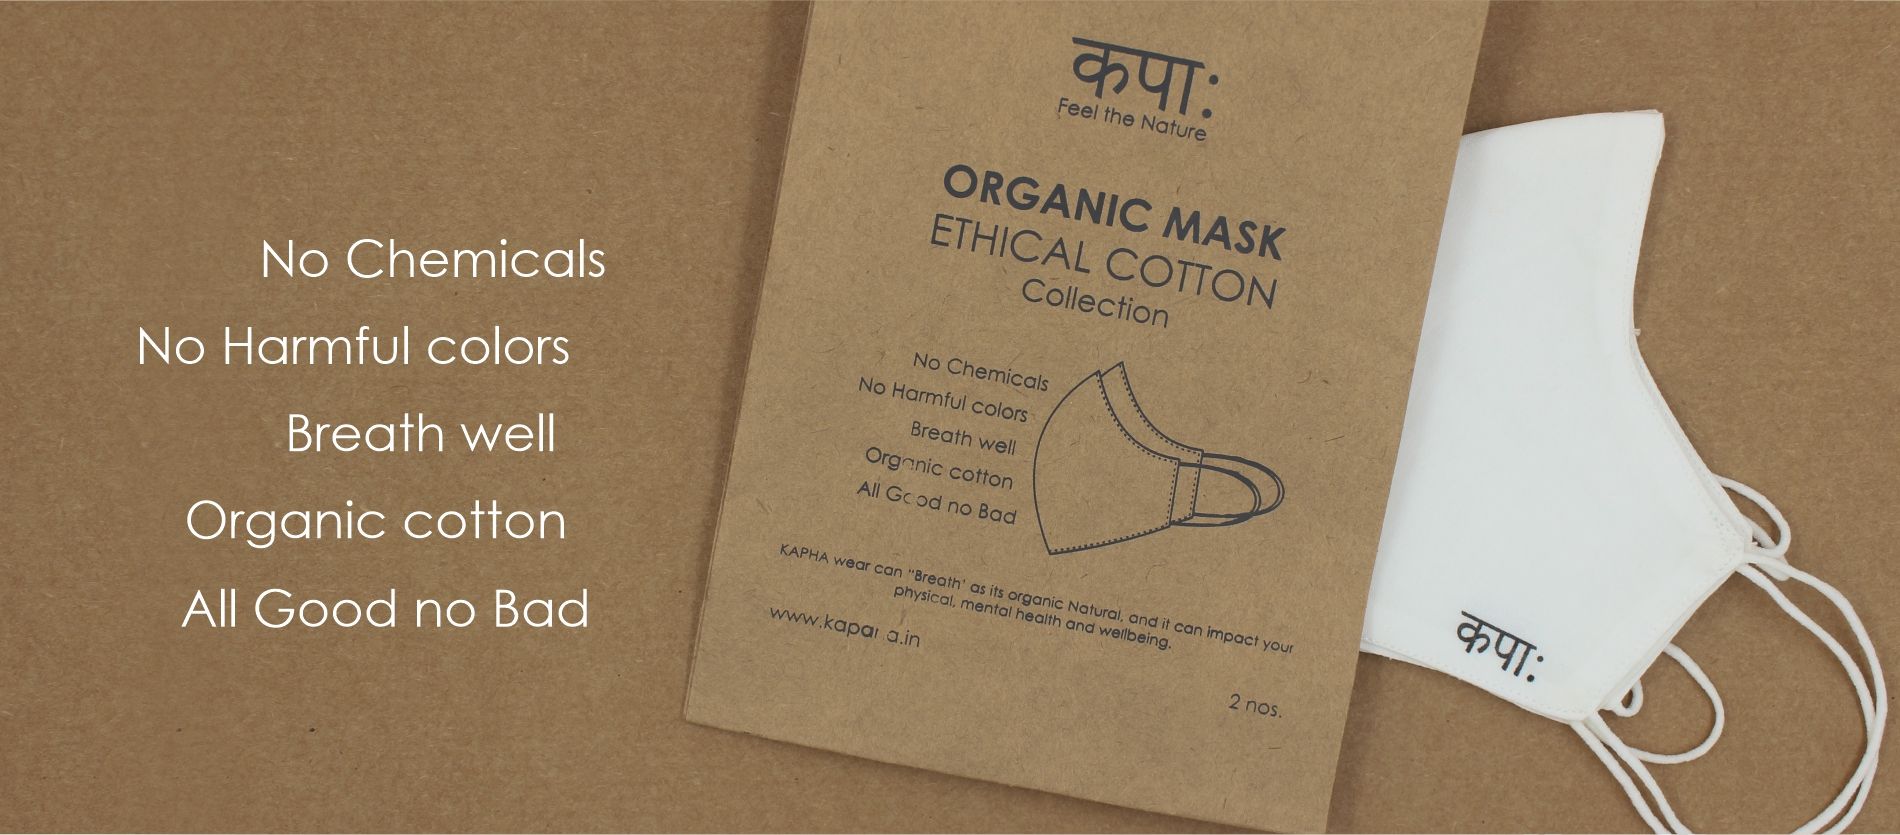 No Chemicals
No Harmful colors
Breath well
Organic cotton
All Good no Bad
कपाः
Feel the Nature
ORGANIC MASK
ETHICAL COTTON
Collection
No Chemicals
No Harmful colors
Breath well
Organic cotton
All Good no Bad
KAPHA wear can "Breath' as its organic Natural, and it can impact your
physical, mental health and wellbeing.
2 nos.
कपाः